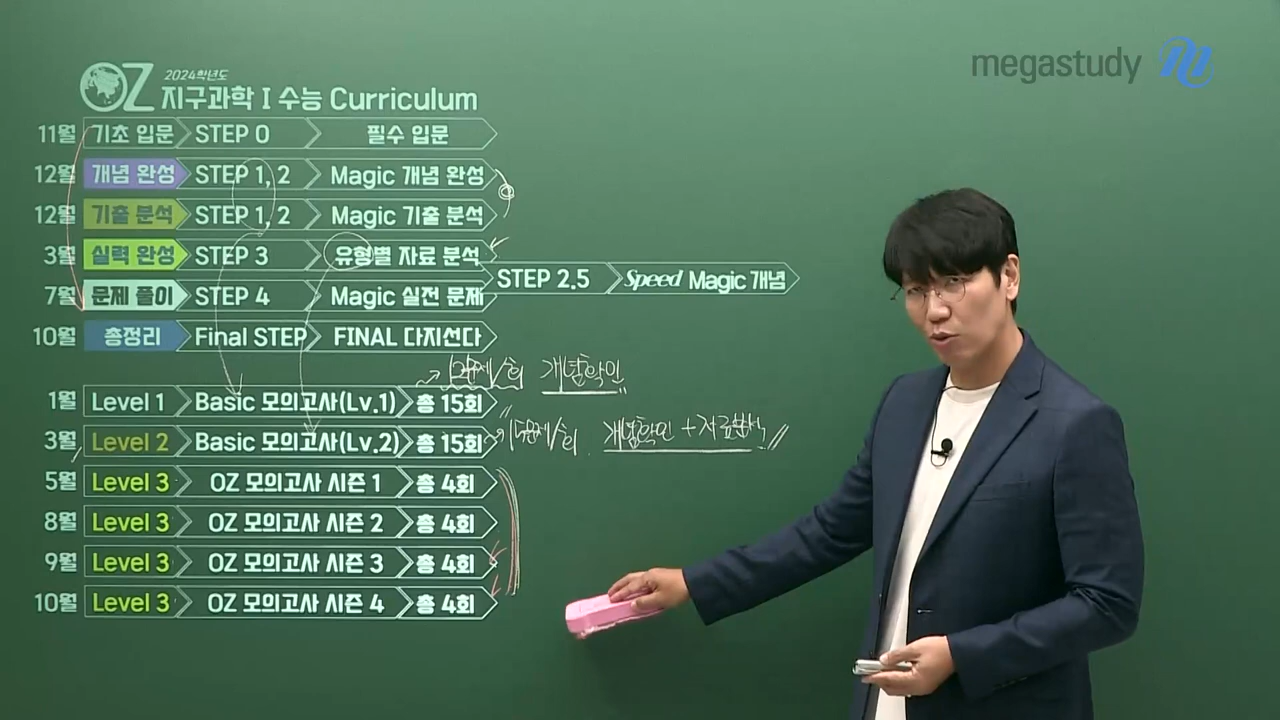 megastudy
OZ 2024학년도
지구과학 I 수능 Curriculum
11월 기초 입문 STEP 0 필수 입문
12월 개념 완성 STEP 1, 2 Magic 개념 완성
12월 기출 분석 STEP 1, 2 Magic 기출 분석
3월 실력 완성 STEP 3 유형별 자료 분석
STEP 2.5 Speed Magic 개념
7월 문제 풀이 STEP 4 Magic 실전 문제
10월 총정리 Final STEP FINAL 다지선다
개념확인
1월 Level 1 Basic 모의고사(Lv.1) 총 15회
3월 Level 2 Basic 모의고사(Lv.2) 총 15회 개념확인 + 자료분석
5월 Level 3 OZ 모의고사 시즌 1 총 4회
8월 Level 3 OZ 모의고사 시즌 2 총 4회
9월 Level 3 OZ 모의고사 시즌 3 총 4회
10월 Level 3 OZ 모의고사 시즌 4 총 4회